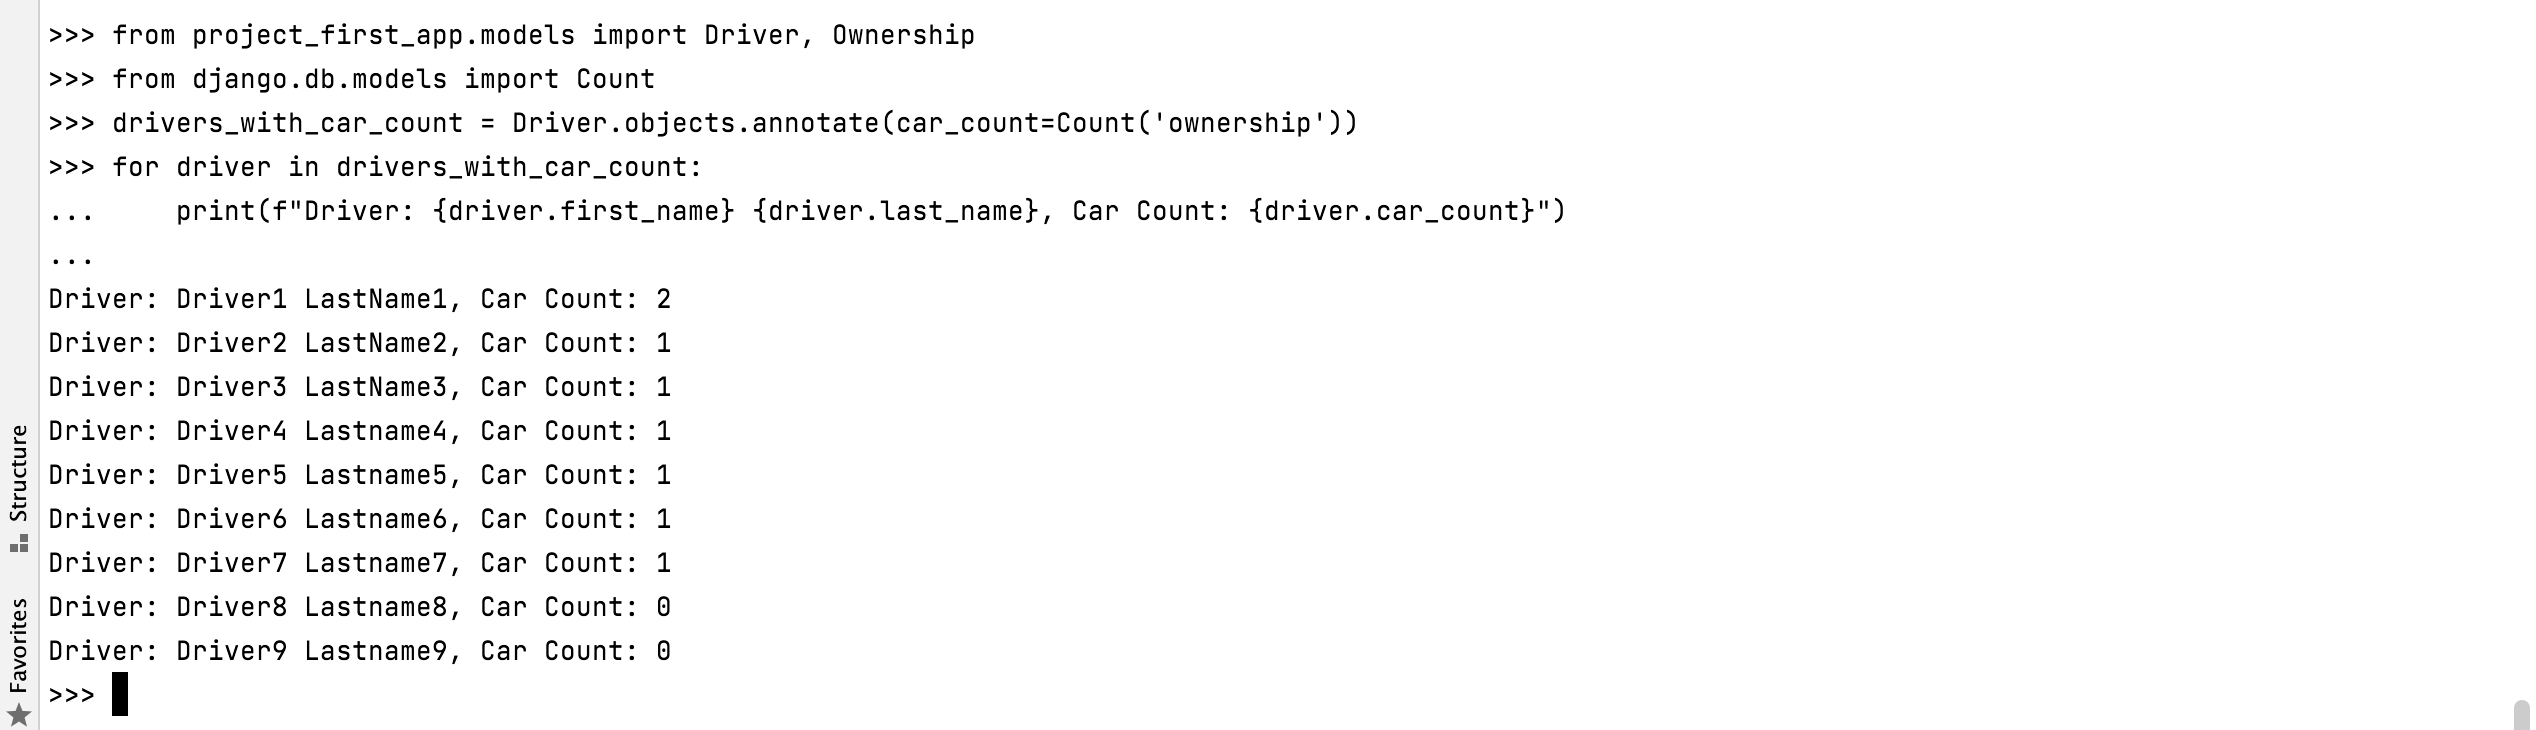 >>> from project_first_app.models import Driver, Ownership
>>> from django.db.models import Count
>>> drivers_with_car_count = Driver.objects.annotate(car_count=Count('ownership'))
>>> for driver in drivers_with_car_count:
...     print(f"Driver: {driver.first_name} {driver.last_name}, Car Count: {driver.car_count}")
...
Driver: Driver1 LastName1, Car Count: 2
Driver: Driver2 LastName2, Car Count: 1
Driver: Driver3 LastName3, Car Count: 1
Driver: Driver4 Lastname4, Car Count: 1
Driver: Driver5 Lastname5, Car Count: 1
Driver: Driver6 Lastname6, Car Count: 1
Driver: Driver7 Lastname7, Car Count: 1
Driver: Driver8 Lastname8, Car Count: 0
Driver: Driver9 Lastname9, Car Count: 0
>>>
Structure
Favorites